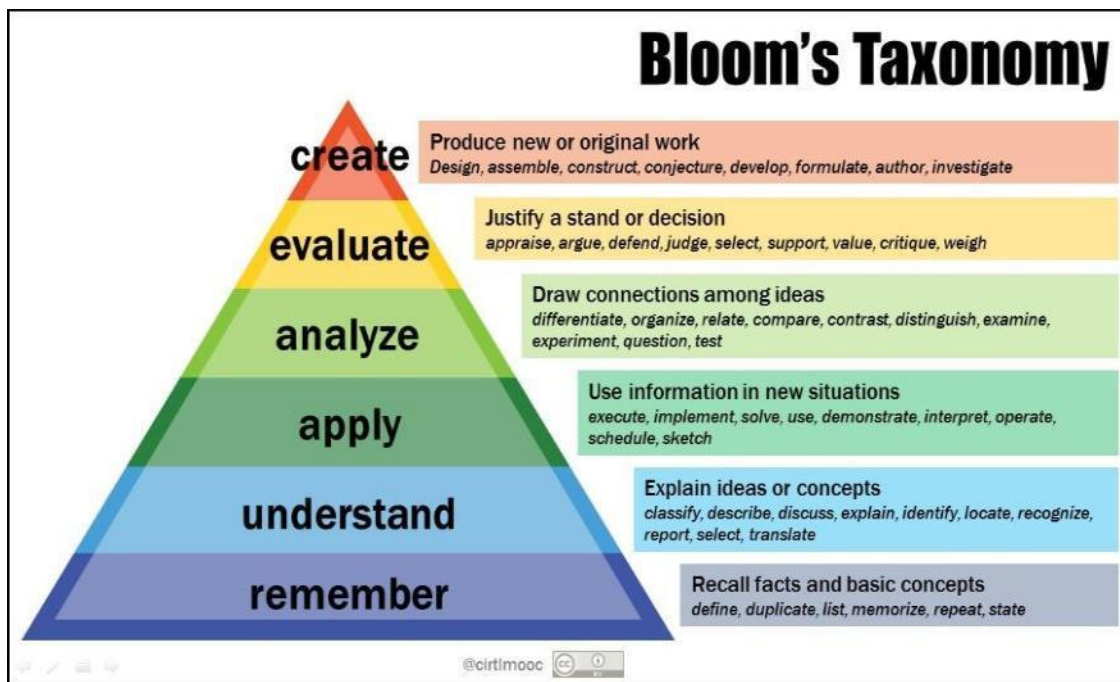 Bloom's Taxonomy
create
Produce new or original work
Design, assemble, construct, conjecture, develop, formulate, author, investigate
evaluate
Justify a stand or decision
appraise, argue, defend, judge, select, support, value, critique, weigh
analyze
Draw connections among ideas
differentiate, organize, relate, compare, contrast, distinguish, examine,
experiment, question, test
apply
Use information in new situations
execute, implement, solve, use, demonstrate, interpret, operate,
schedule, sketch
understand
Explain ideas or concepts
classify, describe, discuss, explain, identify, locate, recognize,
report, select, translate
remember
Recall facts and basic concepts
define, duplicate, list, memorize, repeat, state
@cirtlmooc
cc
BY